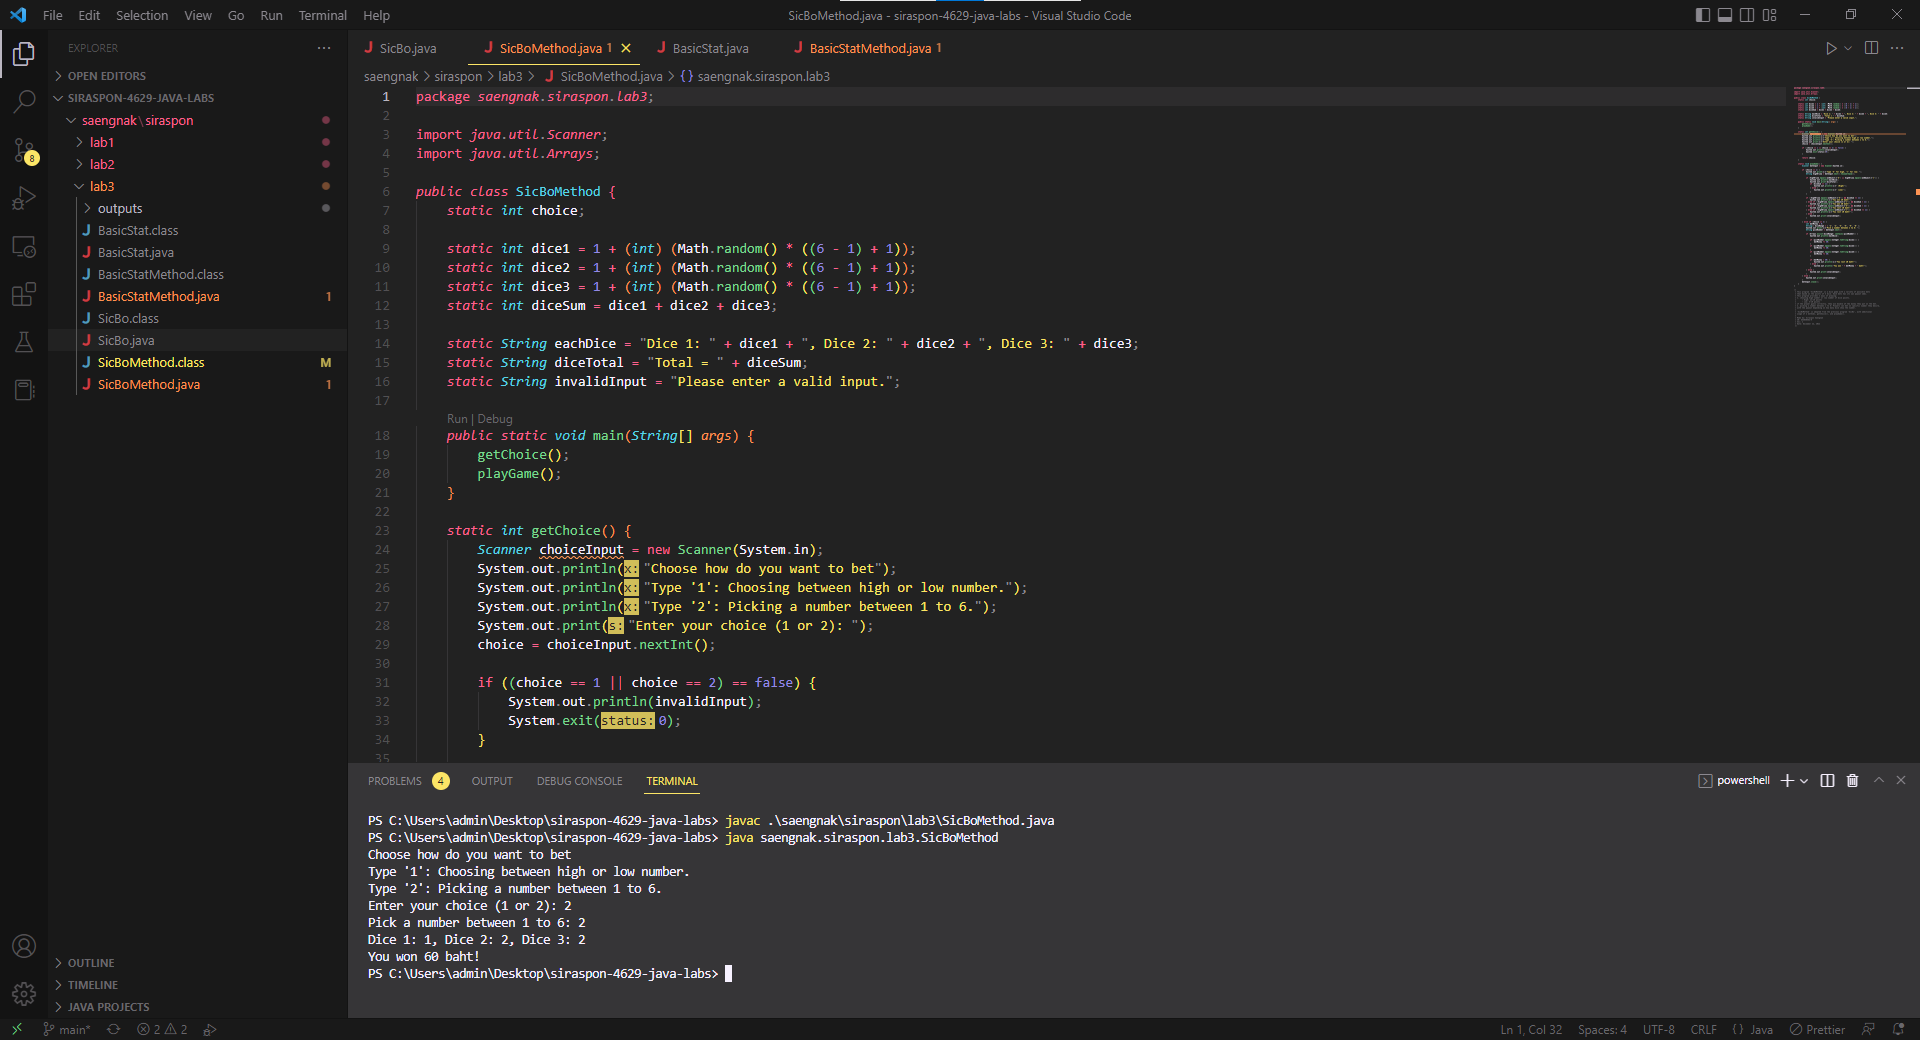 File Edit Selection View Go Run Terminal Help
SicBoMethod.java - siraspon-4629-java-labs - Visual Studio Code
EXPLORER
OPEN EDITORS
SIRASPON-4629-JAVA-LABS
saengnak\siraspon
lab1
lab2
lab3
outputs
BasicStat.class
BasicStat.java
BasicStatMethod.class
BasicStatMethod.java 1
SicBo.class
SicBo.java
SicBoMethod.class M
SicBoMethod.java 1
8
OUTLINE
TIMELINE
JAVA PROJECTS
SicBo.java SicBoMethod.java 1 BasicStat.java BasicStatMethod.java 1
saengnak > siraspon > lab3 > SicBoMethod.java > {} saengnak.siraspon.lab3
1 package saengnak.siraspon.lab3;
2
3 import java.util.Scanner;
4 import java.util.Arrays;
5
6 public class SicBoMethod {
7 static int choice;
8
9 static int dice1 = 1 + (int) (Math.random() * ((6 - 1) + 1));
10 static int dice2 = 1 + (int) (Math.random() * ((6 - 1) + 1));
11 static int dice3 = 1 + (int) (Math.random() * ((6 - 1) + 1));
12 static int diceSum = dice1 + dice2 + dice3;
13
14 static String eachDice = "Dice 1: " + dice1 + ", Dice 2: " + dice2 + ", Dice 3: " + dice3;
15 static String diceTotal = "Total = " + diceSum;
16 static String invalidInput = "Please enter a valid input.";
17
Run | Debug
18 public static void main(String[] args) {
19 getChoice();
20 playGame();
21 }
22
23 static int getChoice() {
24 Scanner choiceInput = new Scanner(System.in);
25 System.out.println(x: "Choose how do you want to bet");
26 System.out.println(x: "Type '1': Choosing between high or low number.");
27 System.out.println(x: "Type '2': Picking a number between 1 to 6.");
28 System.out.print(s: "Enter your choice (1 or 2): ");
29 choice = choiceInput.nextInt();
30
31 if ((choice == 1 || choice == 2) == false) {
32 System.out.println(invalidInput);
33 System.exit(status: 0);
34 }
35
PROBLEMS 4 OUTPUT DEBUG CONSOLE TERMINAL
powershell
PS C:\Users\admin\Desktop\siraspon-4629-java-labs> javac .\saengnak\siraspon\lab3\SicBoMethod.java
PS C:\Users\admin\Desktop\siraspon-4629-java-labs> java saengnak.siraspon.lab3.SicBoMethod
Choose how do you want to bet
Type '1': Choosing between high or low number.
Type '2': Picking a number between 1 to 6.
Enter your choice (1 or 2): 2
Pick a number between 1 to 6: 2
Dice 1: 1, Dice 2: 2, Dice 3: 2
You won 60 baht!
PS C:\Users\admin\Desktop\siraspon-4629-java-labs>
main* 2 2
Ln 1, Col 32 Spaces: 4 UTF-8 CRLF {} Java Prettier